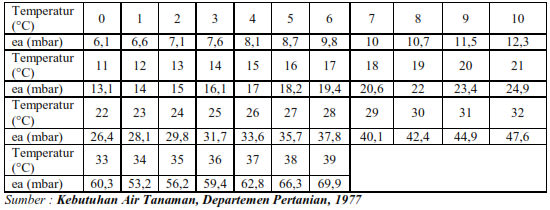 Temperatur (°C) 0 1 2 3 4 5 6 7 8 9 10
ea (mbar) 6,1 6,6 7,1 7,6 8,1 8,7 9,8 10 10,7 11,5 12,3
Temperatur (°C) 11 12 13 14 15 16 17 18 19 20 21
ea (mbar) 13,1 14 15 16,1 17 18,2 19,4 20,6 22 23,4 24,9
Temperatur (°C) 22 23 24 25 26 27 28 29 30 31 32
ea (mbar) 26,4 28,1 29,8 31,7 33,6 35,7 37,8 40,1 42,4 44,9 47,6
Temperatur (°C) 33 34 35 36 37 38 39
ea (mbar) 60,3 53,2 56,2 59,4 62,8 66,3 69,9
Sumber : Kebutuhan Air Tanaman, Departemen Pertanian, 1977